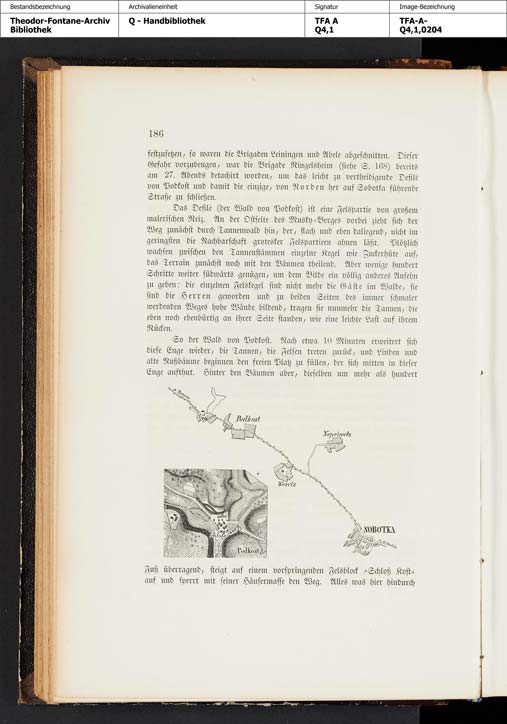 Bestandsbezeichnung
Archivalieneinheit
Signatur
Image-Bezeichnung
Theodor-Fontane-Archiv
Bibliothek
Q - Handbibliothek
TFA A
Q4,1
TFA-A-
Q4,1,0204
186
festzusetzen, so waren die Brigaden Leiningen und Abele abgeschnitten. Dieser
Gefahr vorzubeugen, war die Brigade Ringelsheim (siehe S. 168) bereits
am 27. Abends detachirt worden, um das leicht zu vertheidigende Defilé
von Podkost und damit die einzige, von Norden her auf Sobotka führende
Straße zu schließen.
Das Defilé (der Wald von Podkost) ist eine Felspartie von großem
malerischen Reiz. An der Ostseite des Musky-Berges vorbei zieht sich der
Weg zunächst durch Tannenwald hin, der, flach und eben daliegend, nicht im
geringsten die Nachbarschaft grotesker Felspartieen ahnen läßt. Plötzlich
wachsen zwischen den Tannenstämmen einzelne Kegel wie Zuckerhüte auf,
das Terrain zunächst noch mit den Bäumen theilend. Aber wenige hundert
Schritte weiter südwärts genügen, um dem Bilde ein völlig anderes Ansehn
zu geben: die einzelnen Felskegel sind nicht mehr die Gäste im Walde, sie
sind die Herren geworden und zu beiden Seiten des immer schmaler
werdenden Weges hohe Wände bildend, tragen sie nunmehr die Tannen, die
eben noch ebenbürtig an ihrer Seite standen, wie eine leichte Last auf ihrem
Rücken.
So der Wald von Podkost. Nach etwa 10 Minuten erweitert sich
diese Enge wieder, die Tannen, die Felsen treten zurück, und Linden und
alte Nußbäume beginnen den freien Platz zu füllen, der sich mitten in dieser
Enge aufthut. Hinter den Bäumen aber, dieselben um mehr als hundert
Podkost
Wesetz
SOBOTKA
Podkost
Fuß überragend, steigt auf einem vorspringenden Felsblock »Schloß Kost«
auf und sperrt mit seiner Häusermasse den Weg. Alles was hier hindurch